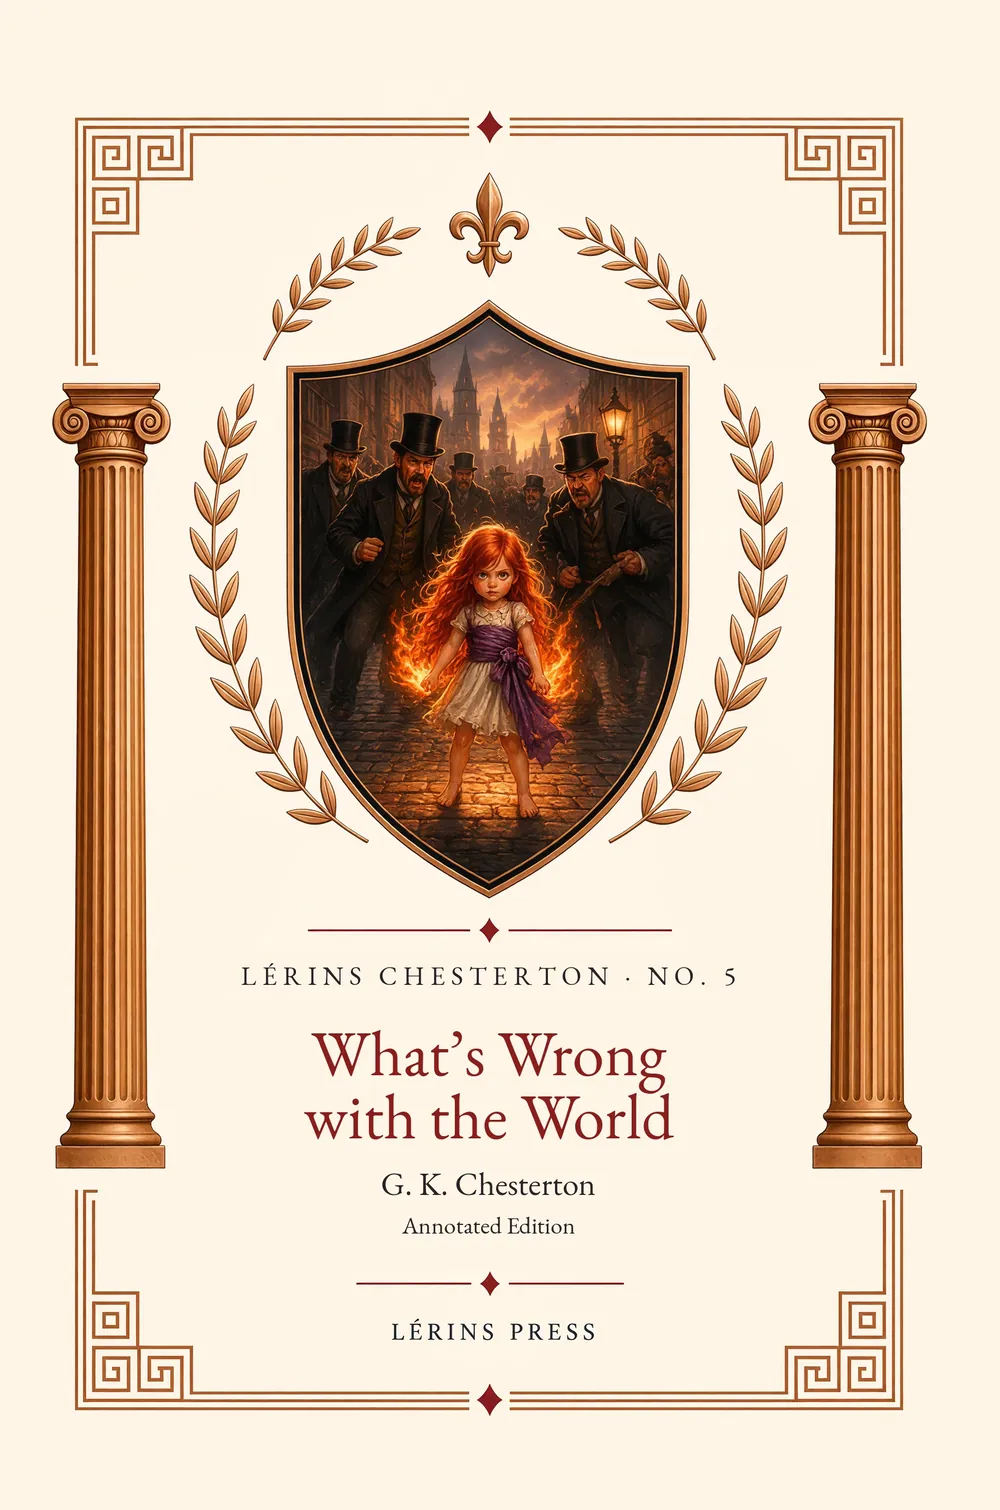 LÉRINS CHESTERTON · NO. 5
What’s Wrong
with the World
G. K. Chesterton
Annotated Edition
LÉRINS PRESS